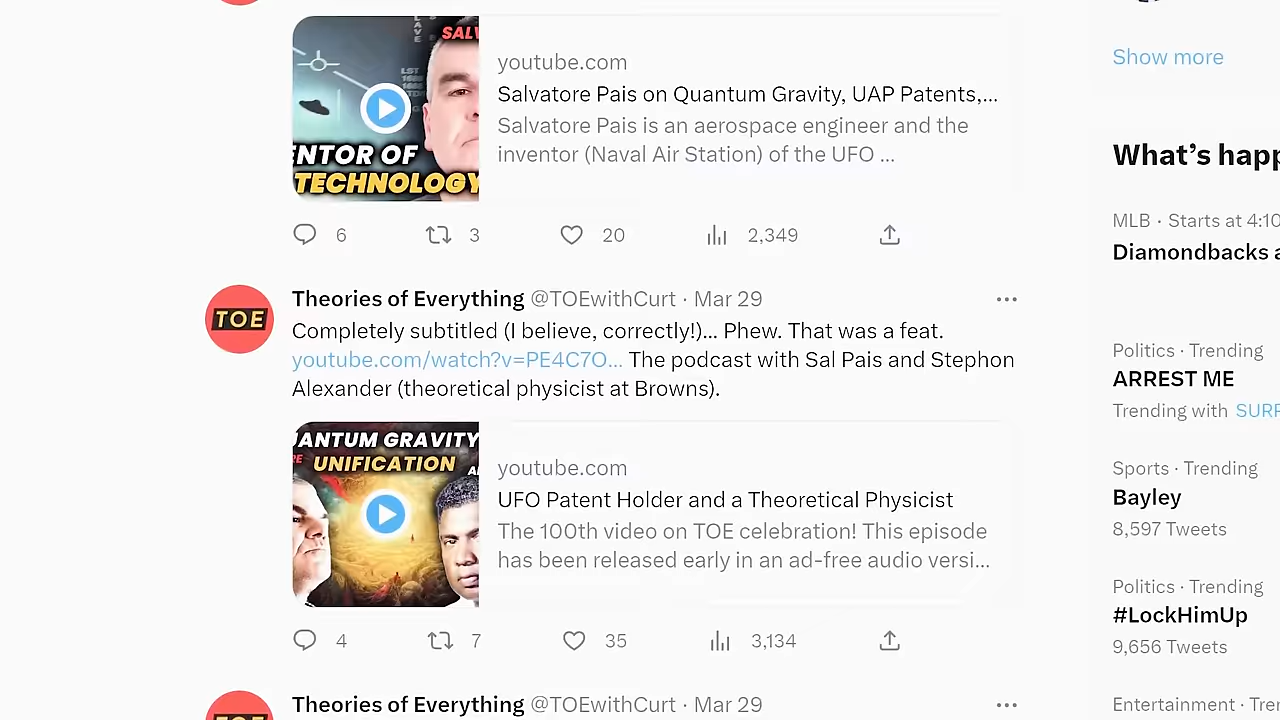 SALV
AVE
LST
NTOR OF
TECHNOLOGY
youtube.com
Salvatore Pais on Quantum Gravity, UAP Patents,...
Salvatore Pais is an aerospace engineer and the
inventor (Naval Air Station) of the UFO ...
6 3 20 2,349
TOE
Theories of Everything @TOEwithCurt · Mar 29
Completely subtitled (I believe, correctly!)... Phew. That was a feat.
youtube.com/watch?v=PE4C7O... The podcast with Sal Pais and Stephon
Alexander (theoretical physicist at Browns).
ANTUM GRAVITY
UNIFICATION
youtube.com
UFO Patent Holder and a Theoretical Physicist
The 100th video on TOE celebration! This episode
has been released early in an ad-free audio versi...
4 7 35 3,134
Theories of Everything @TOEwithCurt · Mar 29
Show more
What's happ
MLB · Starts at 4:10
Diamondbacks a
Politics · Trending
ARREST ME
Trending with SURR
Sports · Trending
Bayley
8,597 Tweets
Politics · Trending
#LockHimUp
9,656 Tweets
Entertainment · Tre